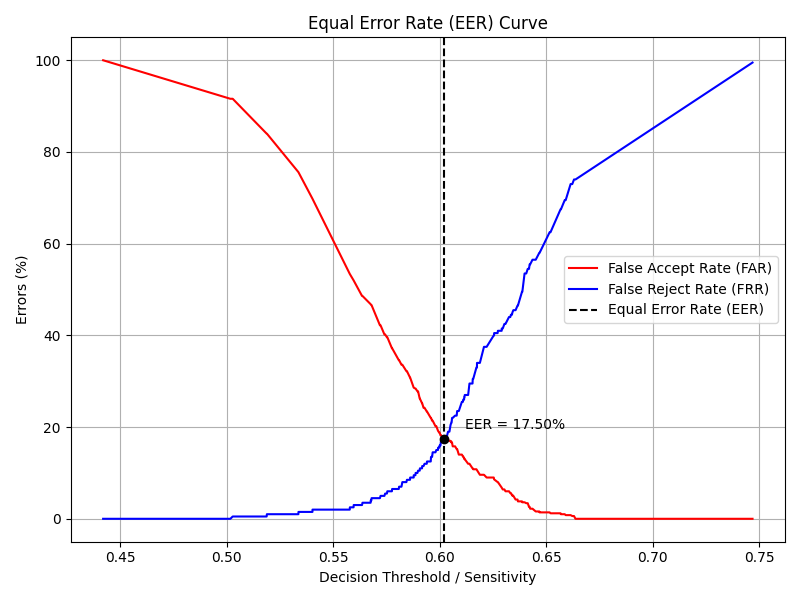 Equal Error Rate (EER) Curve
Errors (%)
100
80
60
40
20
0
False Accept Rate (FAR)
False Reject Rate (FRR)
Equal Error Rate (EER)
EER = 17.50%
0.45 0.50 0.55 0.60 0.65 0.70 0.75
Decision Threshold / Sensitivity